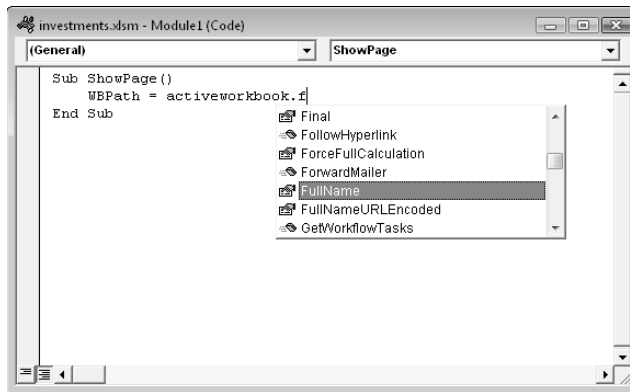 investments.xlsm - Module1 (Code)
(General) ShowPage
Sub ShowPage()
WBPath = activeworkbook.f
End Sub
Final
FollowHyperlink
ForceFullCalculation
ForwardMailer
FullName
FullNameURLEncoded
GetWorkflowTasks